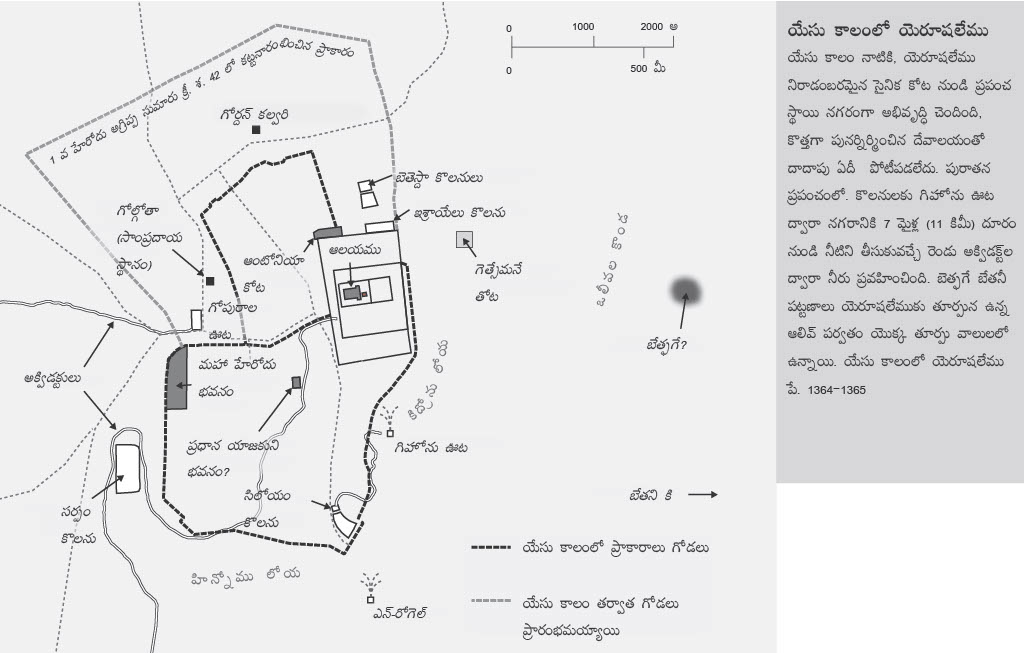 0 1000 2000 అ
0 500 మీ
1 వ హేరోదు అగ్రిప్ప సుమారు క్రీ. శ. 42 లో కట్టనారంభించిన ప్రాకారం
గోర్డన్ కల్వరి
బెతెస్దా కొలనులు
ఇశ్రాయేలు కొలను
గోల్గోతా
(సాంప్రదాయ
స్థానం)
ఆంటోనియా
కోట
ఆలయము
గెత్సేమనే
తోట
ఒలీవల కొండ
బేత్ఫగే?
గోపురాల
ఊట
మహా హేరోదు
భవనం
అక్విడక్టులు
కిద్రోను లోయ
ప్రధాన యాజకుని
భవనం?
గిహోను ఊట
సిలోయం
కొలను
బేతని కి
సర్పం
కొలను
హిన్నోము లోయ
ఎన్-రోగెల్
యేసు కాలంలో ప్రాకారాలు గోడలు
యేసు కాలం తర్వాత గోడలు
ప్రారంభమయ్యాయి
యేసు కాలంలో యెరూషలేము
యేసు కాలం నాటికి, యెరూషలేము
నిరాడంబరమైన సైనిక కోట నుండి ప్రపంచ
స్థాయి నగరంగా అభివృద్ధి చెందింది,
కొత్తగా పునర్నిర్మించిన దేవాలయంతో
దాదాపు ఏదీ పోటీపడలేదు. పురాతన
ప్రపంచంలో. కొలనులకు గిహోను ఊట
ద్వారా నగరానికి 7 మైళ్ల (11 కిమీ) దూరం
నుండి నీటిని తీసుకువచ్చే రెండు అక్విడక్ట్‌ల
ద్వారా నీరు ప్రవహించింది. బెత్ఫగే బేతనీ
పట్టణాలు యెరూషలేముకు తూర్పున ఉన్న
ఆలివ్ పర్వతం యొక్క తూర్పు వాలులలో
ఉన్నాయి. యేసు కాలంలో యెరూషలేము
పే. 1364–1365